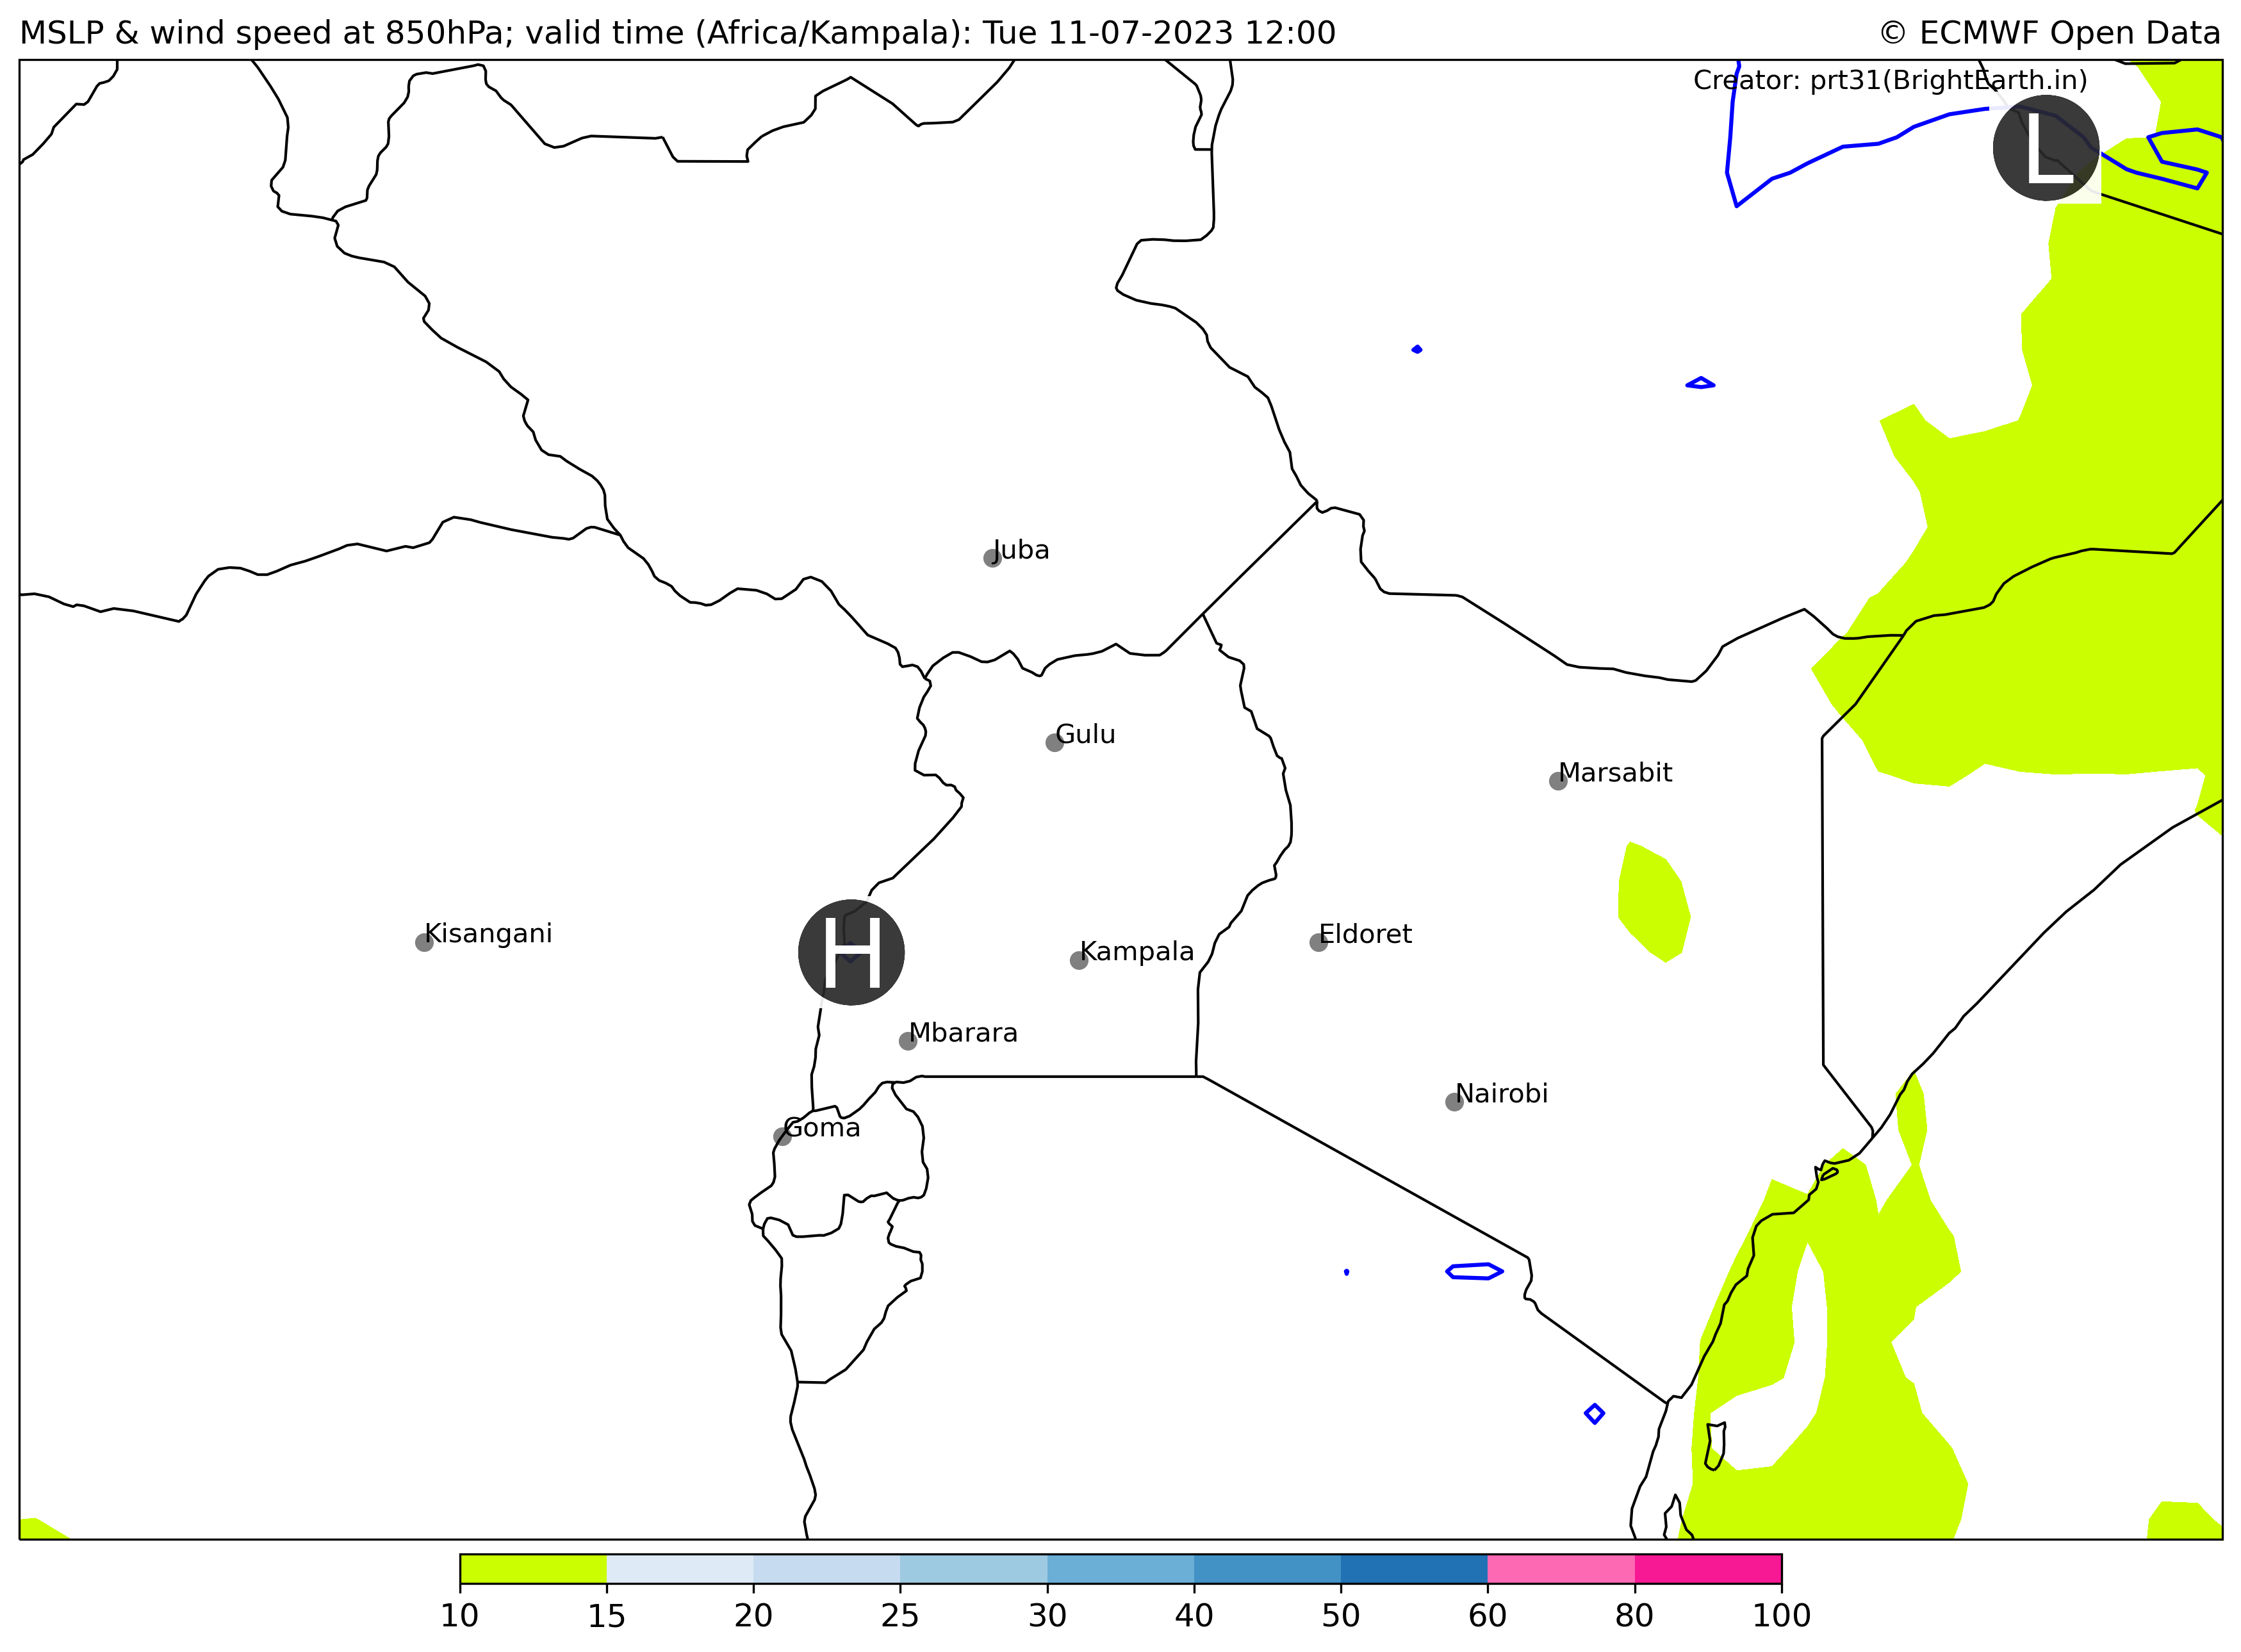 MSLP & wind speed at 850hPa; valid time (Africa/Kampala): Tue 11-07-2023 12:00
© ECMWF Open Data
Creator: prt31(BrightEarth.in)
L
Juba
Gulu
Marsabit
Kisangani
H
Kampala
Eldoret
Mbarara
Nairobi
Goma
10 15 20 25 30 40 50 60 80 100